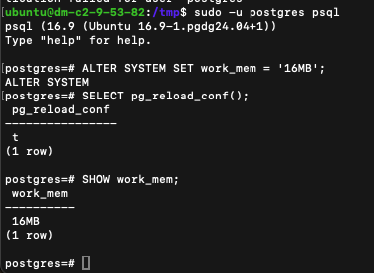 ubuntu@dm-c2-9-53-82:/tmp$ sudo -u postgres psql
psql (16.9 (Ubuntu 16.9-1.pgdg24.04+1))
Type "help" for help.

postgres=# ALTER SYSTEM SET work_mem = '16MB';
ALTER SYSTEM
postgres=# SELECT pg_reload_conf();
 pg_reload_conf
----------------
 t
(1 row)

postgres=# SHOW work_mem;
 work_mem
----------
 16MB
(1 row)

postgres=#